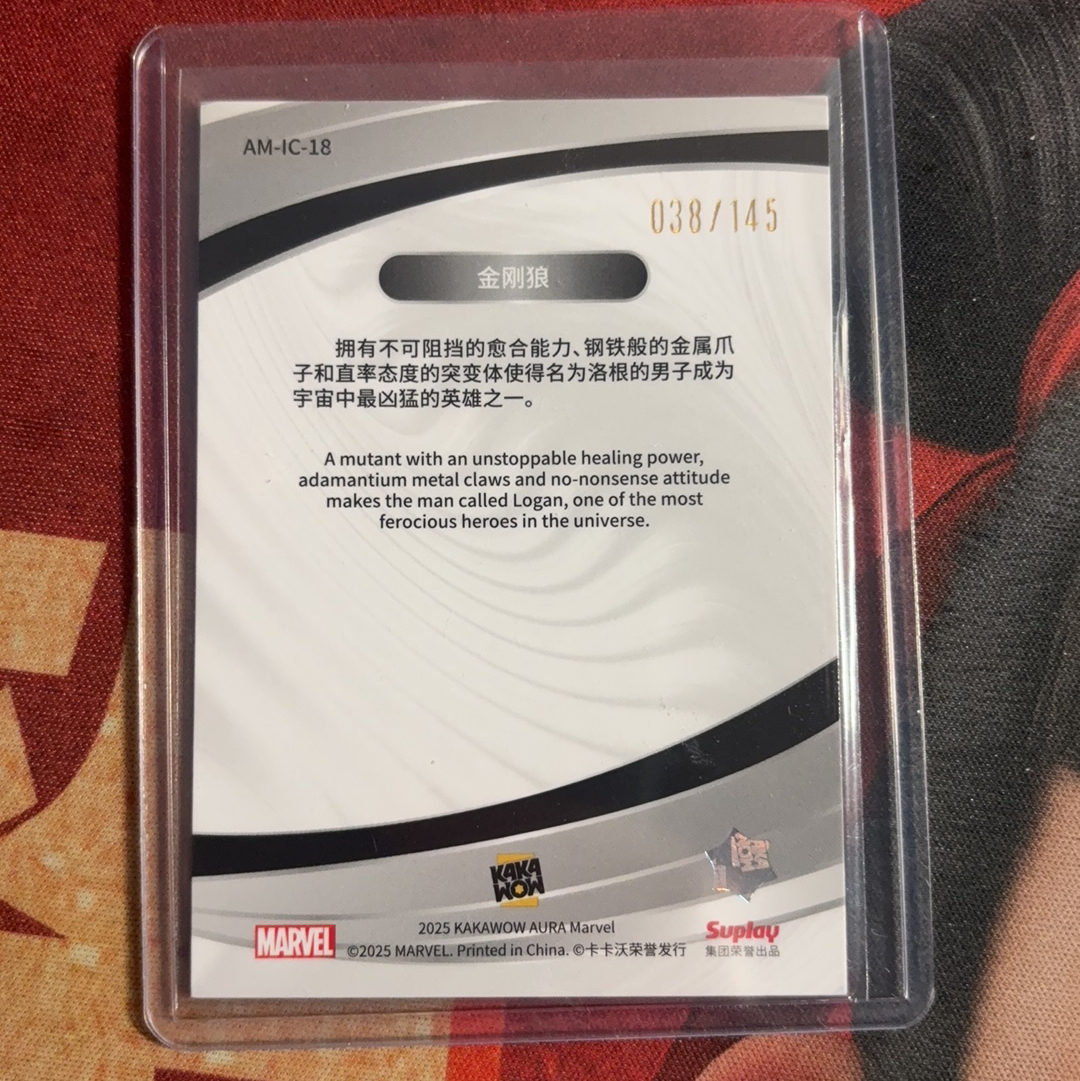 AM-IC-18
038/145
金刚狼
拥有不可阻挡的愈合能力、钢铁般的金属爪
子和直率态度的突变体使得名为洛根的男子成为
宇宙中最凶猛的英雄之一。
A mutant with an unstoppable healing power,
adamantium metal claws and no-nonsense attitude
makes the man called Logan, one of the most
ferocious heroes in the universe.
KAKA
WOW
2025 KAKAWOW AURA Marvel
MARVEL
©2025 MARVEL. Printed in China. ©卡卡沃荣誉发行
Suplay
集团荣誉出品